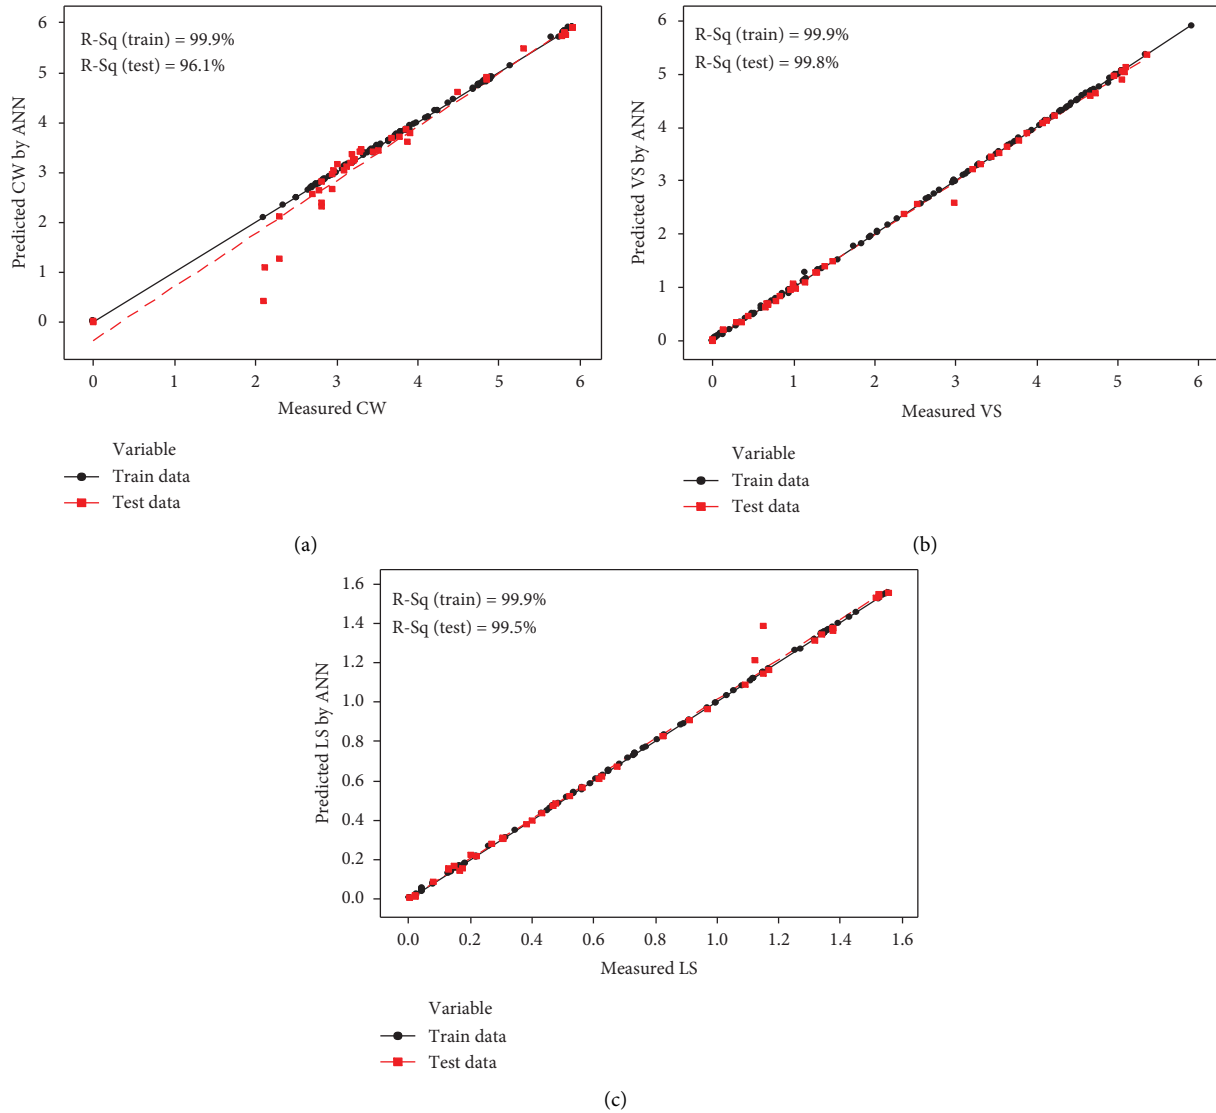 R-Sq (train) = 99.9%
R-Sq (test) = 96.1%
Predicted CW by ANN
6
5
4
3
2
1
0
0 1 2 3 4 5 6
Measured CW
Variable
Train data
Test data
(a)
R-Sq (train) = 99.9%
R-Sq (test) = 99.8%
Predicted VS by ANN
6
5
4
3
2
1
0
0 1 2 3 4 5 6
Measured VS
Variable
Train data
Test data
(b)
R-Sq (train) = 99.9%
R-Sq (test) = 99.5%
Predicted LS by ANN
1.6
1.4
1.2
1.0
0.8
0.6
0.4
0.2
0.0
0.0 0.2 0.4 0.6 0.8 1.0 1.2 1.4 1.6
Measured LS
Variable
Train data
Test data
(c)